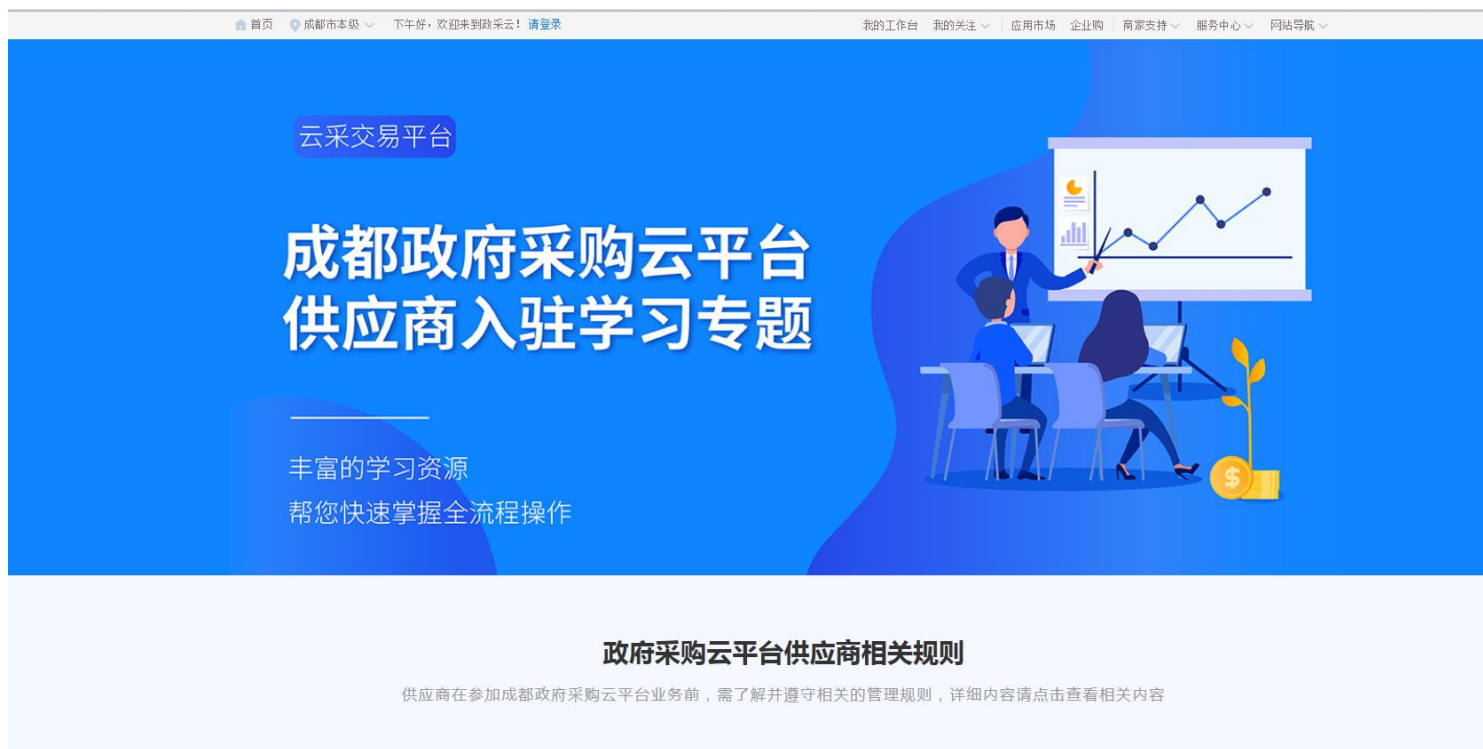 首页 成都市本级 下午好，欢迎来到政采云！请登录 我的工作台 我的关注 应用市场 企业购 商家支持 服务中心 网站导航
云采交易平台
成都政府采购云平台
供应商入驻学习专题
丰富的学习资源
帮您快速掌握全流程操作
政府采购云平台供应商相关规则
供应商在参加成都政府采购云平台业务前，需了解并遵守相关的管理规则，详细内容请点击查看相关内容